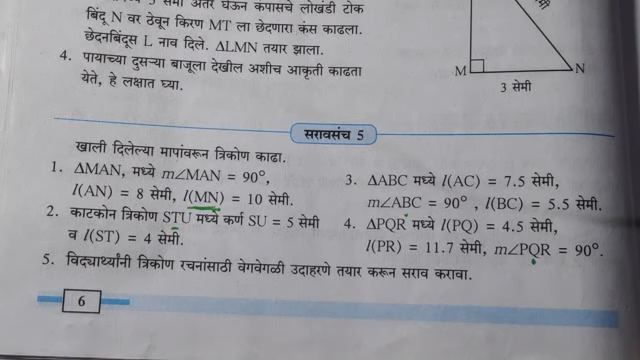 सेमी अंतर घेऊन कंपासचे लोखंडी टोक
बिंदू N वर ठेवून किरण MT ला छेदणारा कंस काढला.
छेदनबिंदूस L नाव दिले. ΔLMN तयार झाला.
4. पायाच्या दुसऱ्या बाजूला देखील अशीच आकृती काढता
येते, हे लक्षात घ्या.
M
N
3 सेमी
सरावसंच 5
खाली दिलेल्या मापांवरून त्रिकोण काढा.
1. ΔMAN, मध्ये m∠MAN = 90°,
l(AN) = 8 सेमी, l(MN) = 10 सेमी.
2. काटकोन त्रिकोण STU मध्ये कर्ण SU = 5 सेमी
व l(ST) = 4 सेमी.
3. ΔABC मध्ये l(AC) = 7.5 सेमी,
m∠ABC = 90° , l(BC) = 5.5 सेमी.
4. ΔPQR मध्ये l(PQ) = 4.5 सेमी,
l(PR) = 11.7 सेमी, m∠PQR = 90°.
5. विद्यार्थ्यांनी त्रिकोण रचनांसाठी वेगवेगळी उदाहरणे तयार करून सराव करावा.
6